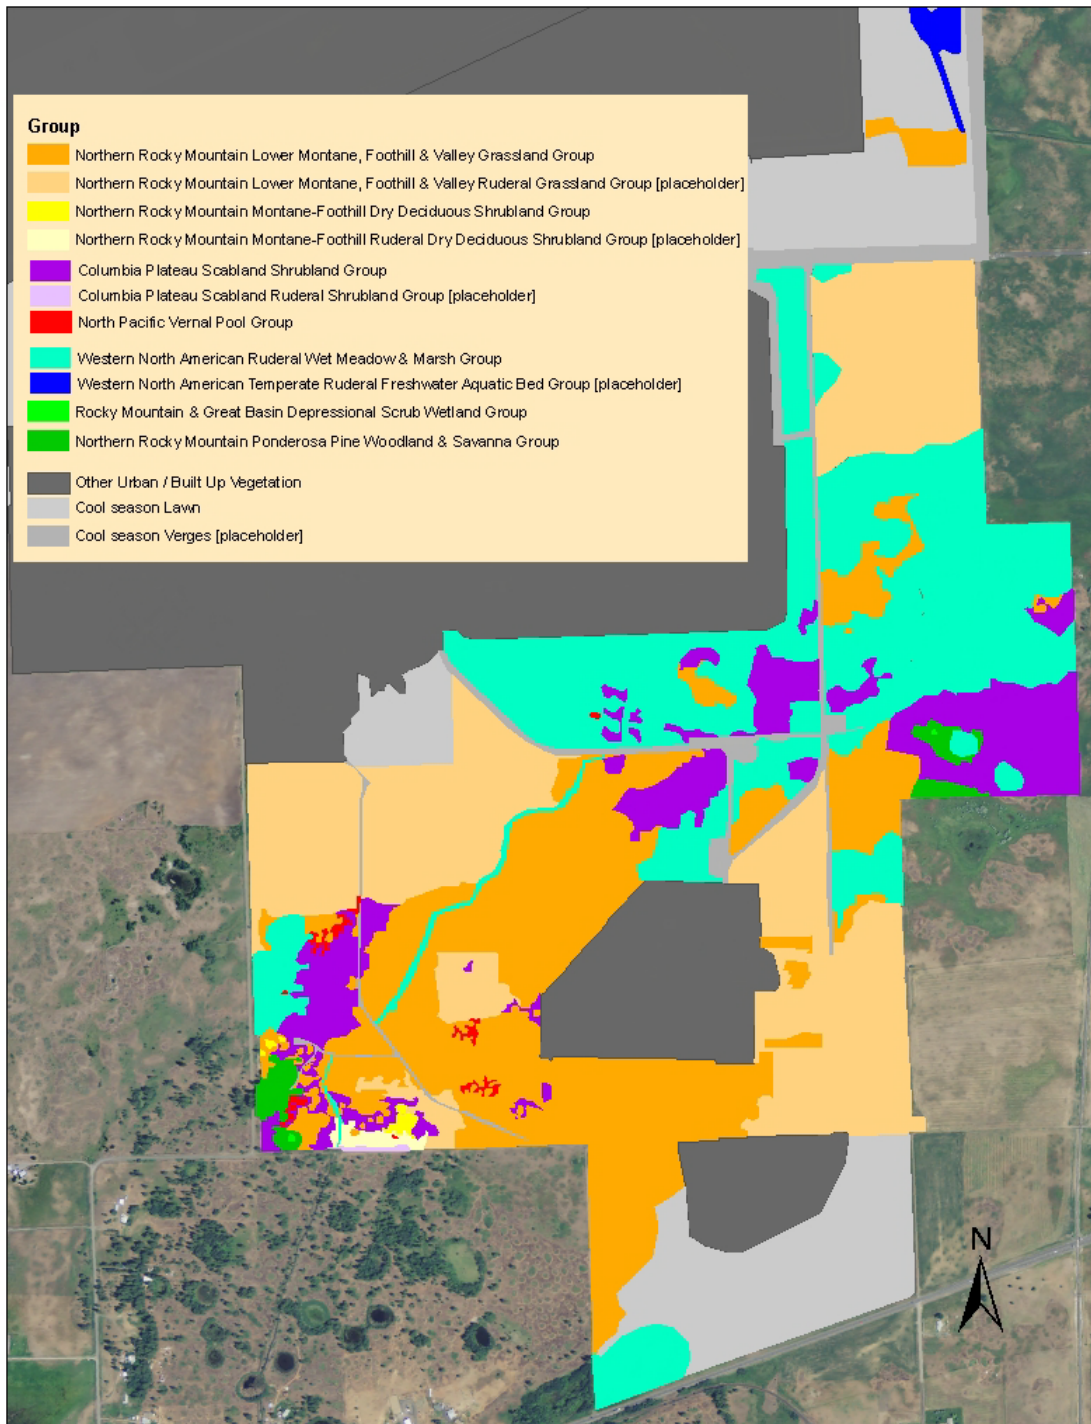 Group
Northern Rocky Mountain Lower Montane, Foothill & Valley Grassland Group
Northern Rocky Mountain Lower Montane, Foothill & Valley Ruderal Grassland Group [placeholder]
Northern Rocky Mountain Montane-Foothill Dry Deciduous Shrubland Group
Northern Rocky Mountain Montane-Foothill Ruderal Dry Deciduous Shrubland Group [placeholder]
Columbia Plateau Scabland Shrubland Group
Columbia Plateau Scabland Ruderal Shrubland Group [placeholder]
North Pacific Vernal Pool Group
Western North American Ruderal Wet Meadow & Marsh Group
Western North American Temperate Ruderal Freshwater Aquatic Bed Group [placeholder]
Rocky Mountain & Great Basin Depressional Scrub Wetland Group
Northern Rocky Mountain Ponderosa Pine Woodland & Savanna Group
Other Urban / Built Up Vegetation
Cool season Lawn
Cool season Verges [placeholder]
N